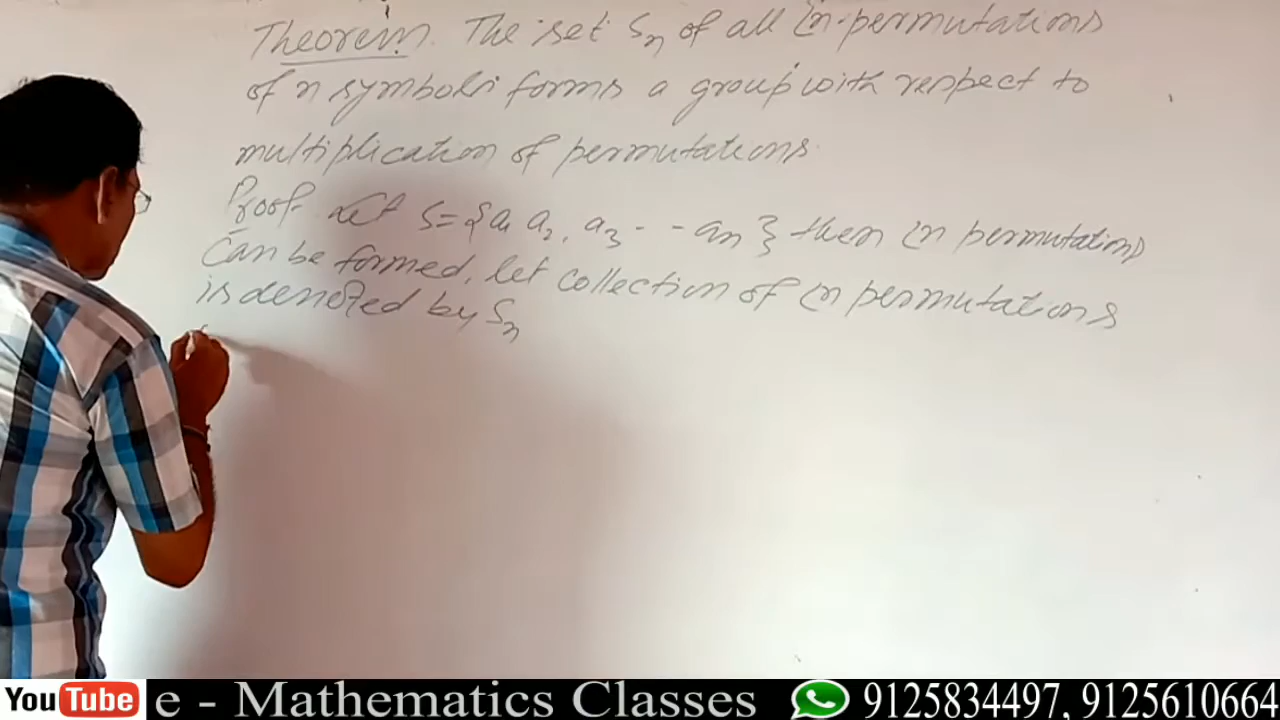 Theorem. The set Sn of all ⌊n permutations
of n symbols forms a group with respect to
multiplication of permutations.
Proof. Let S = {a1 a2, a3 - - an} then ⌊n permutations
Can be formed, let collection of ⌊n permutations
is denoted by Sn
YouTube e - Mathematics Classes 9125834497, 9125610664